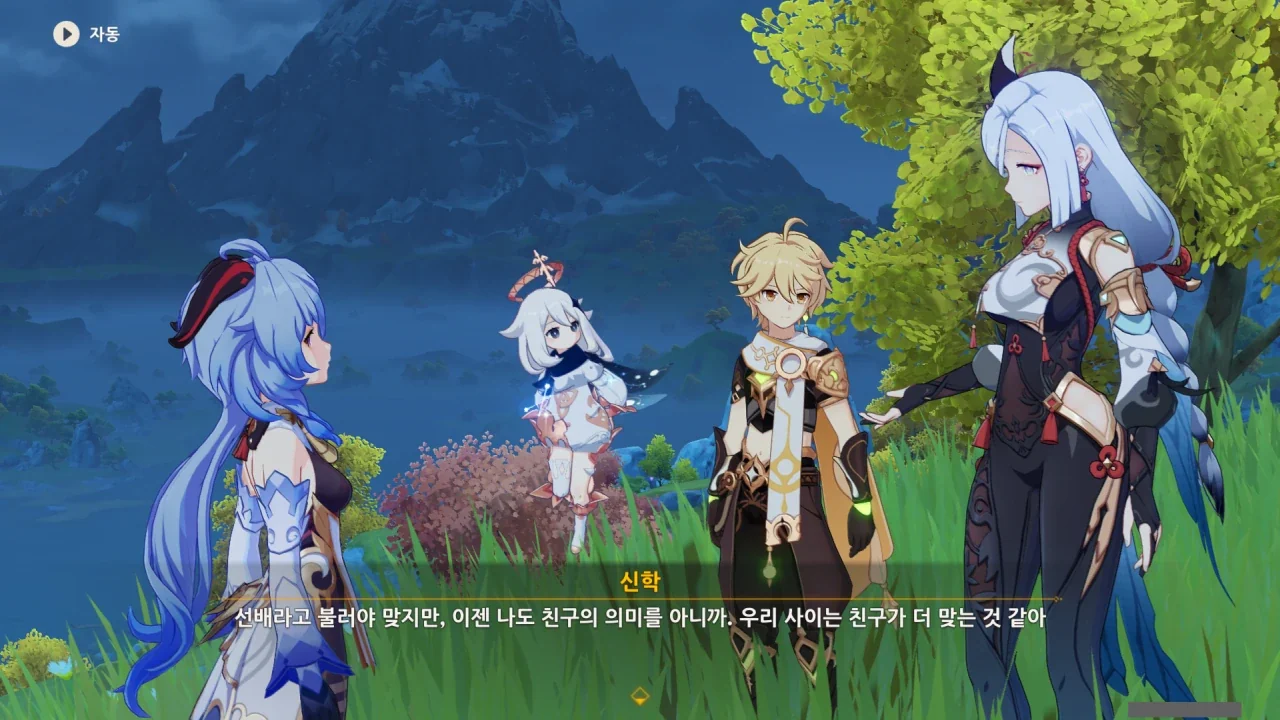 자동
신학
선배라고 불러야 맞지만, 이젠 나도 친구의 의미를 아니까. 우리 사이는 친구가 더 맞는 것 같아